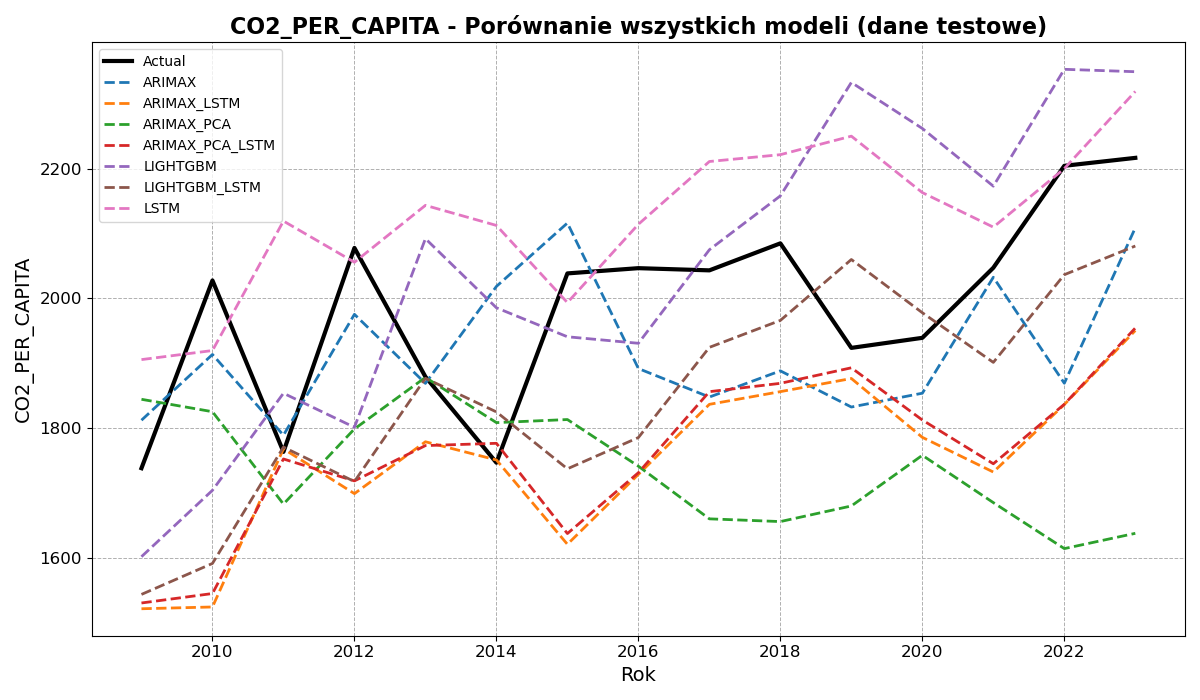 CO2_PER_CAPITA - Porównanie wszystkich modeli (dane testowe)
Actual
ARIMAX
ARIMAX_LSTM
ARIMAX_PCA
ARIMAX_PCA_LSTM
LIGHTGBM
LIGHTGBM_LSTM
LSTM
CO2_PER_CAPITA
2200
2000
1800
1600
2010 2012 2014 2016 2018 2020 2022
Rok